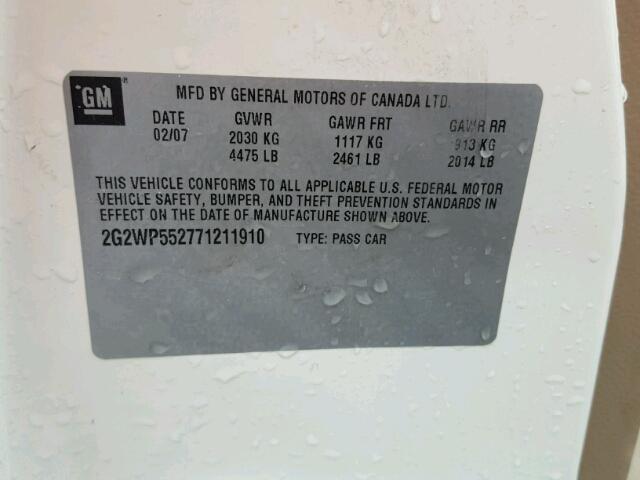 GM
MFD BY GENERAL MOTORS OF CANADA LTD.
DATE GVWR GAWR FRT GAWR RR
02/07 2030 KG 1117 KG 913 KG
4475 LB 2461 LB 2014 LB
THIS VEHICLE CONFORMS TO ALL APPLICABLE U.S. FEDERAL MOTOR
VEHICLE SAFETY, BUMPER, AND THEFT PREVENTION STANDARDS IN
EFFECT ON THE DATE OF MANUFACTURE SHOWN ABOVE.
2G2WP552771211910 TYPE: PASS CAR